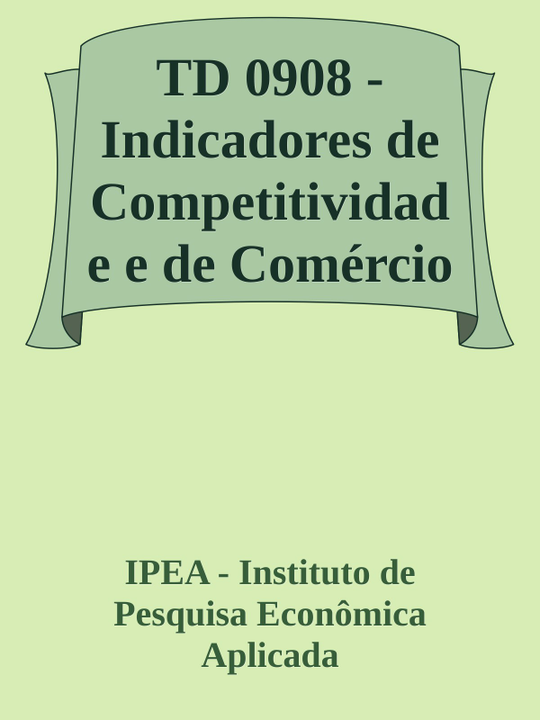 TD 0908 -
Indicadores de
Competitividad
e e de Comércio
IPEA - Instituto de
Pesquisa Econômica
Aplicada